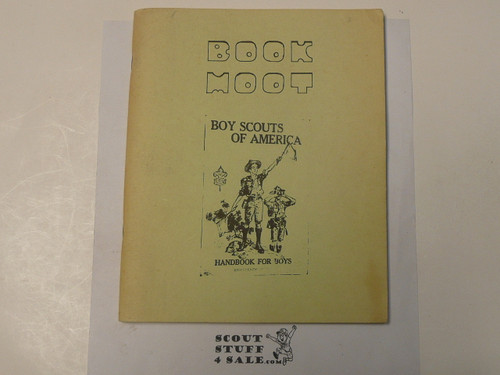 BOOK
MOOT
BOY SCOUTS
OF AMERICA
HANDBOOK FOR BOYS
SCOUT
STUFF
4 SALE.COM